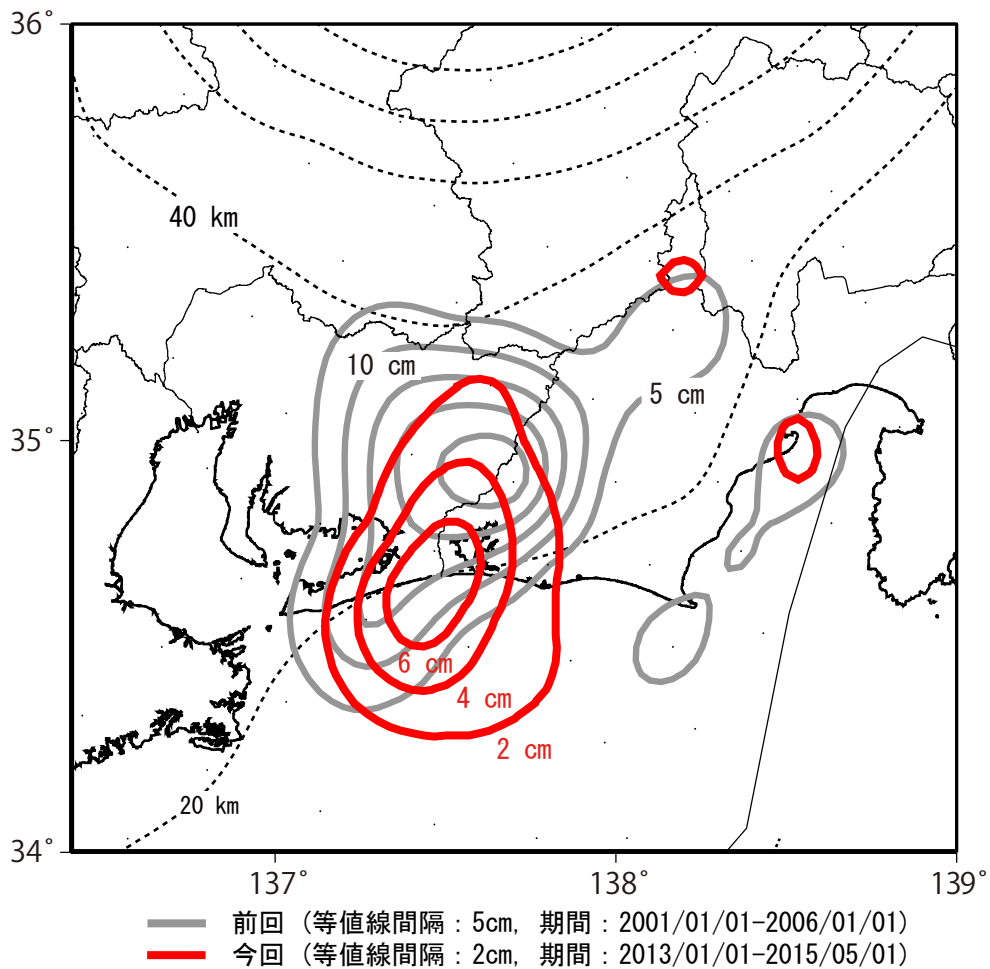 36°
40 km
10 cm
5 cm
35°
6 cm
4 cm
2 cm
20 km
34°
137°
138°
139°
前回 (等値線間隔：5cm, 期間：2001/01/01-2006/01/01)
今回 (等値線間隔：2cm, 期間：2013/01/01-2015/05/01)